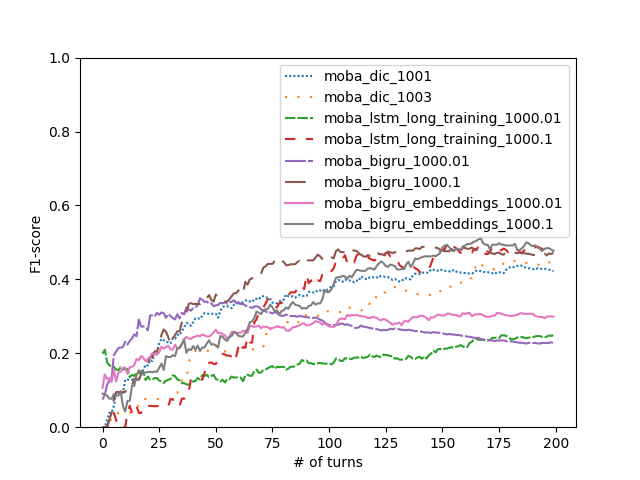 1.0
0.8
0.6
0.4
0.2
0.0
F1-score
moba_dic_1001
moba_dic_1003
moba_lstm_long_training_1000.01
moba_lstm_long_training_1000.1
moba_bigru_1000.01
moba_bigru_1000.1
moba_bigru_embeddings_1000.01
moba_bigru_embeddings_1000.1
0 25 50 75 100 125 150 175 200
# of turns